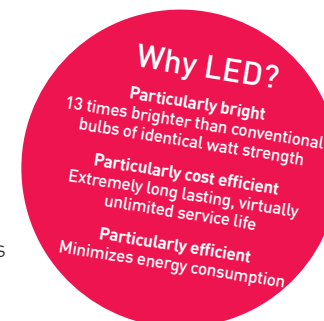 Why LED?
Particularly bright
13 times brighter than conventional
bulbs of identical watt strength
Particularly cost efficient
Extremely long lasting, virtually
unlimited service life
Particularly efficient
Minimizes energy consumption
s